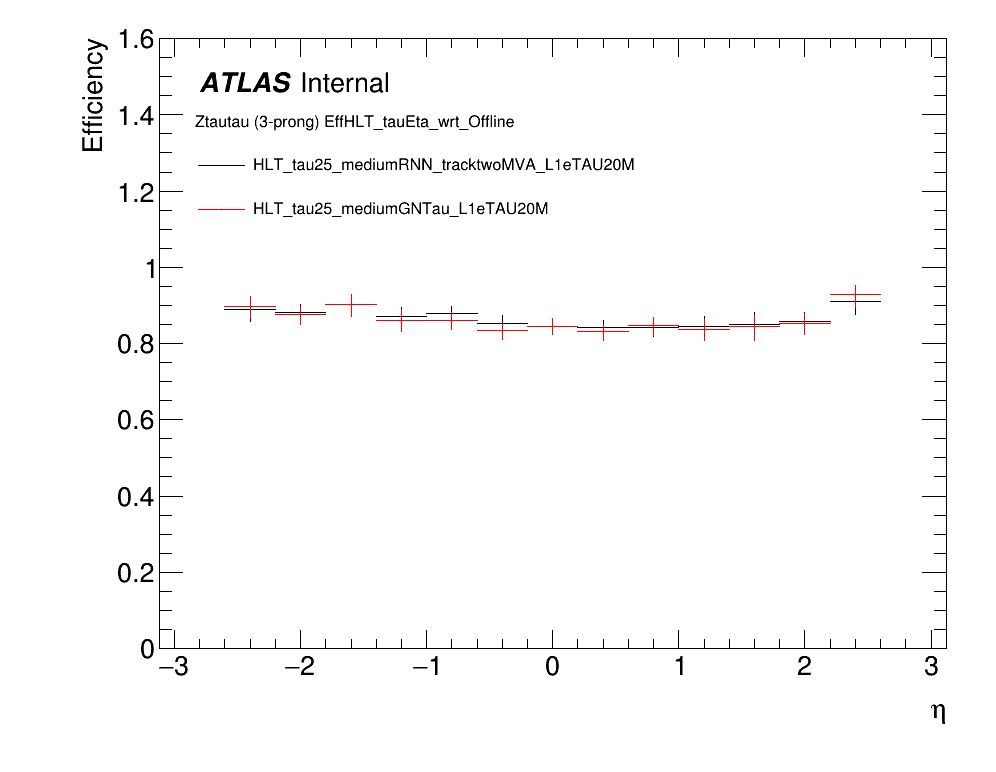 Efficiency
1.6
1.4
1.2
1
0.8
0.6
0.4
0.2
0
ATLAS Internal
Ztautau (3-prong) EffHLT_tauEta_wrt_Offline
HLT_tau25_mediumRNN_tracktwoMVA_L1eTAU20M
HLT_tau25_mediumGNTau_L1eTAU20M
−3 −2 −1 0 1 2 3
η